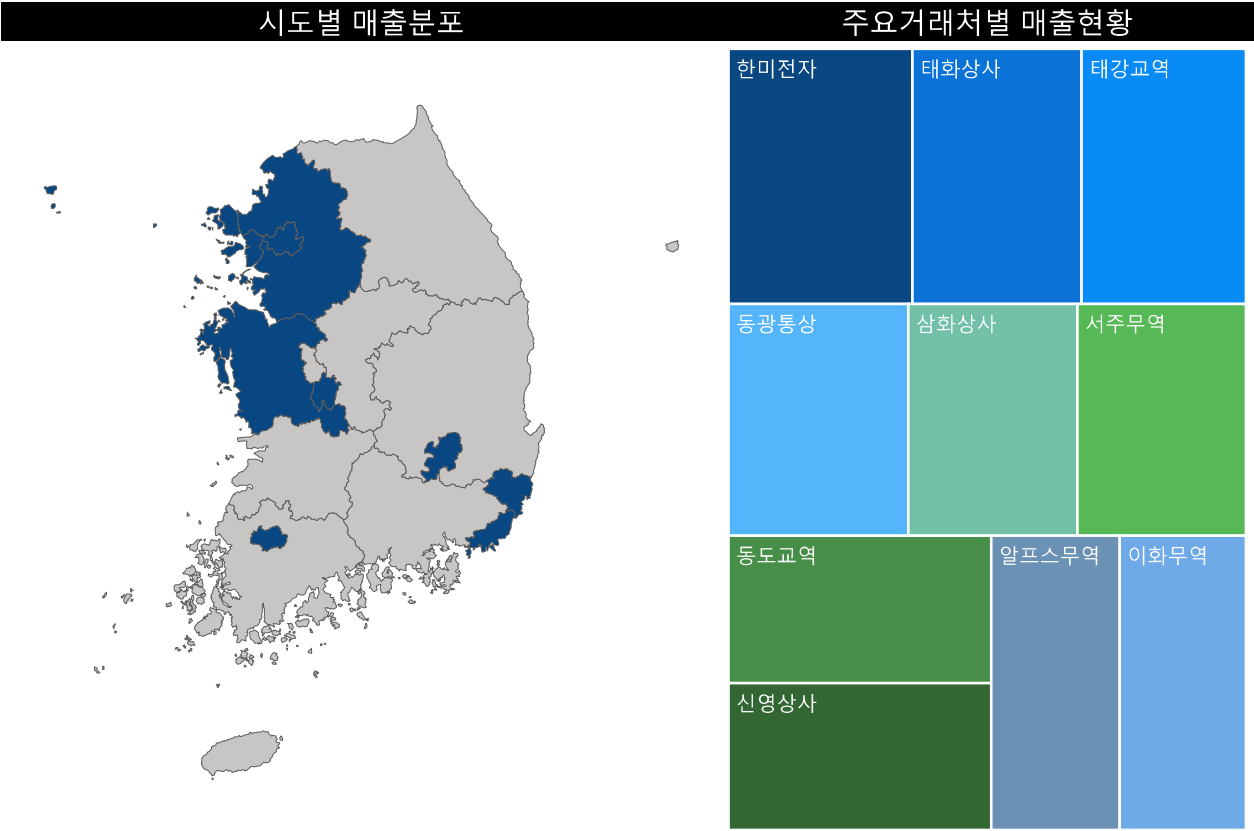 시도별 매출분포
주요거래처별 매출현황
한미전자
태화상사
태강교역
동광통상
삼화상사
서주무역
동도교역
알프스무역
이화무역
신영상사